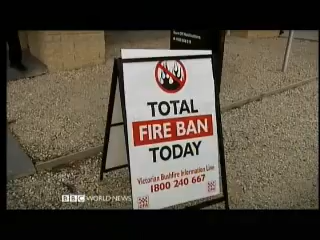 TOTAL
FIRE BAN
TODAY
Victorian Bushfire Information Line
1800 240 667
BBC WORLD NEWS